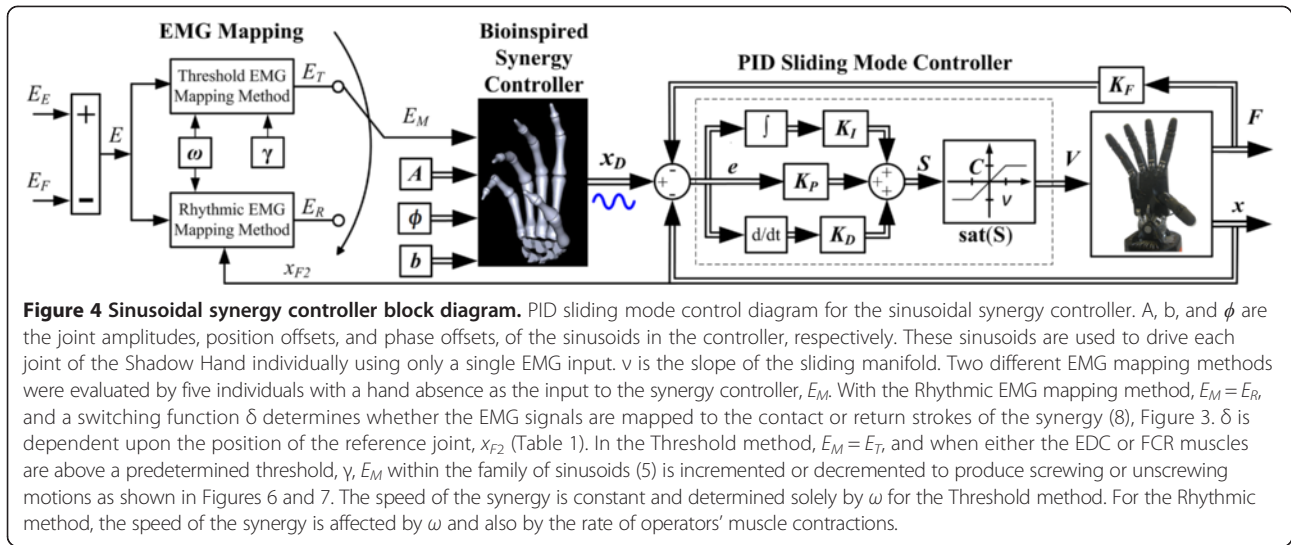 EMG Mapping
Bioinspired
Synergy
Controller
PID Sliding Mode Controller
E_E
E_F
+
-
E
Threshold EMG
Mapping Method
ω
γ
Rhythmic EMG
Mapping Method
E_T
E_R
x_{F2}
E_M
A
ϕ
b
x_D
+ - -
e
∫
K_I
K_P
d/dt
K_D
+ + +
S
C
ν
sat(S)
V
K_F
F
x
Figure 4 Sinusoidal synergy controller block diagram. PID sliding mode control diagram for the sinusoidal synergy controller. A, b, and ϕ are
the joint amplitudes, position offsets, and phase offsets, of the sinusoids in the controller, respectively. These sinusoids are used to drive each
joint of the Shadow Hand individually using only a single EMG input. ν is the slope of the sliding manifold. Two different EMG mapping methods
were evaluated by five individuals with a hand absence as the input to the synergy controller, E_M. With the Rhythmic EMG mapping method, E_M = E_R,
and a switching function δ determines whether the EMG signals are mapped to the contact or return strokes of the synergy (8), Figure 3. δ is
dependent upon the position of the reference joint, x_{F2} (Table 1). In the Threshold method, E_M = E_T, and when either the EDC or FCR muscles
are above a predetermined threshold, γ, E_M within the family of sinusoids (5) is incremented or decremented to produce screwing or unscrewing
motions as shown in Figures 6 and 7. The speed of the synergy is constant and determined solely by ω for the Threshold method. For the Rhythmic
method, the speed of the synergy is affected by ω and also by the rate of operators' muscle contractions.